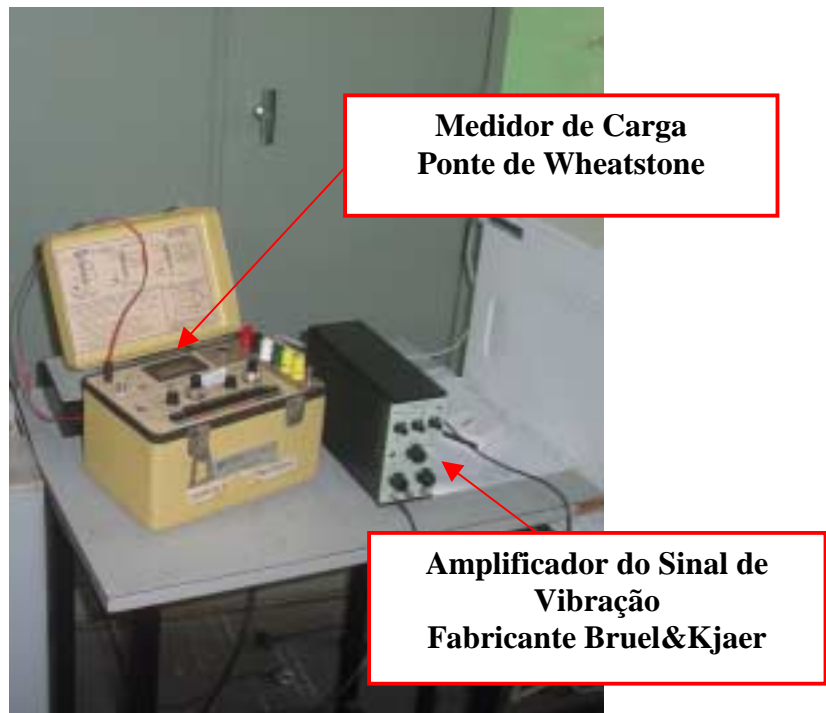 Medidor de Carga
Ponte de Wheatstone
Amplificador do Sinal de
Vibração
Fabricante Bruel&Kjaer